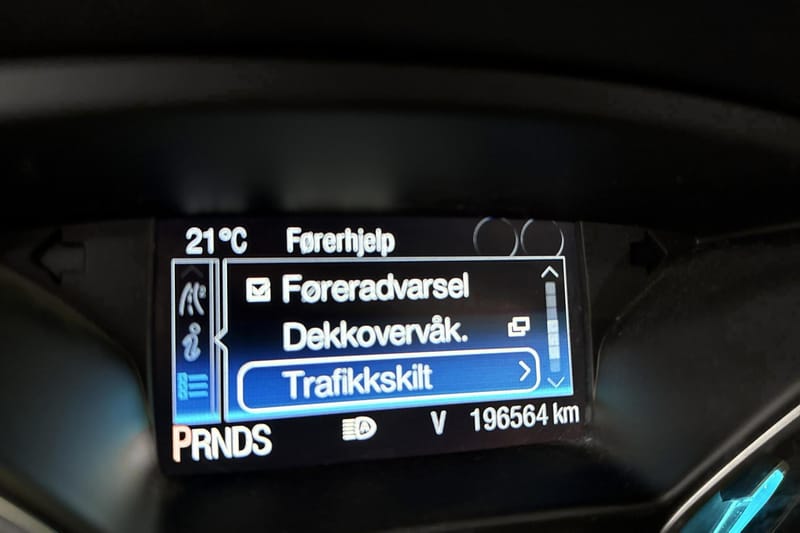 21°C Førerhjelp
Føreradvarsel
Dekkovervåk.
Trafikkskilt
PRNDS V 196564 km